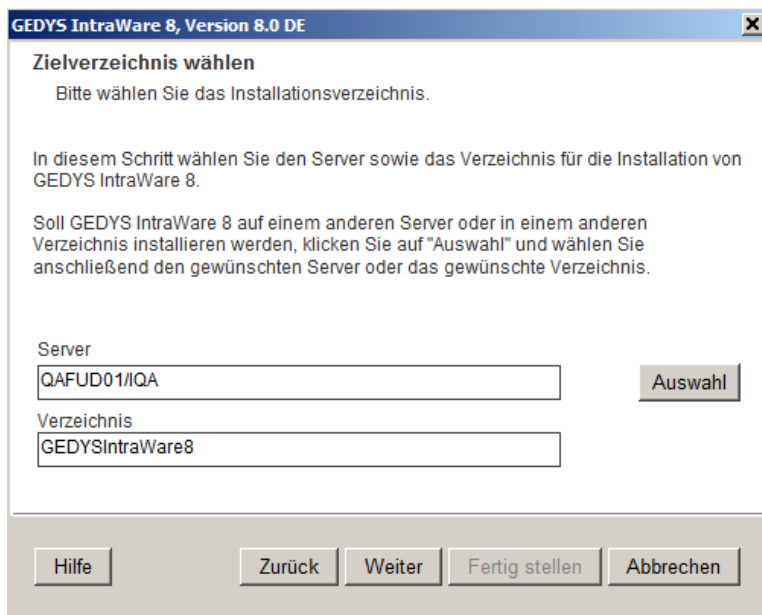 GEDYS IntraWare 8, Version 8.0 DE
Zielverzeichnis wählen
Bitte wählen Sie das Installationsverzeichnis.
In diesem Schritt wählen Sie den Server sowie das Verzeichnis für die Installation von
GEDYS IntraWare 8.
Soll GEDYS IntraWare 8 auf einem anderen Server oder in einem anderen
Verzeichnis installieren werden, klicken Sie auf "Auswahl" und wählen Sie
anschließend den gewünschten Server oder das gewünschte Verzeichnis.
Server
QAFUD01/IQA
Auswahl
Verzeichnis
GEDYSIntraWare8
Hilfe
Zurück
Weiter
Fertig stellen
Abbrechen